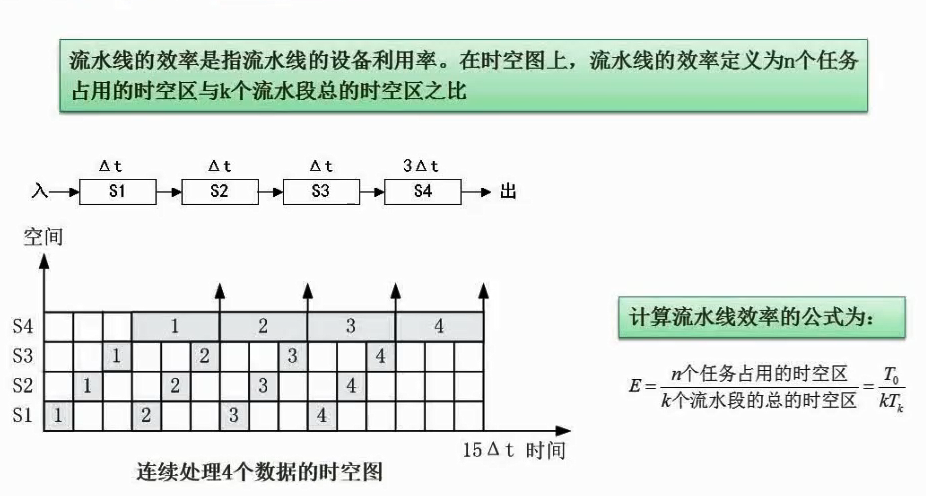 流水线的效率是指流水线的设备利用率。在时空图上，流水线的效率定义为n个任务
占用的时空区与k个流水段总的时空区之比
Δt Δt Δt 3Δt
入 S1 S2 S3 S4 出
空间
S4 1 2 3 4
S3 1 2 3 4
S2 1 2 3 4
S1 1 2 3 4
15Δt 时间
连续处理4个数据的时空图
计算流水线效率的公式为：
E = n个任务占用的时空区 / k个流水段的总的时空区 = T₀ / kTₖ